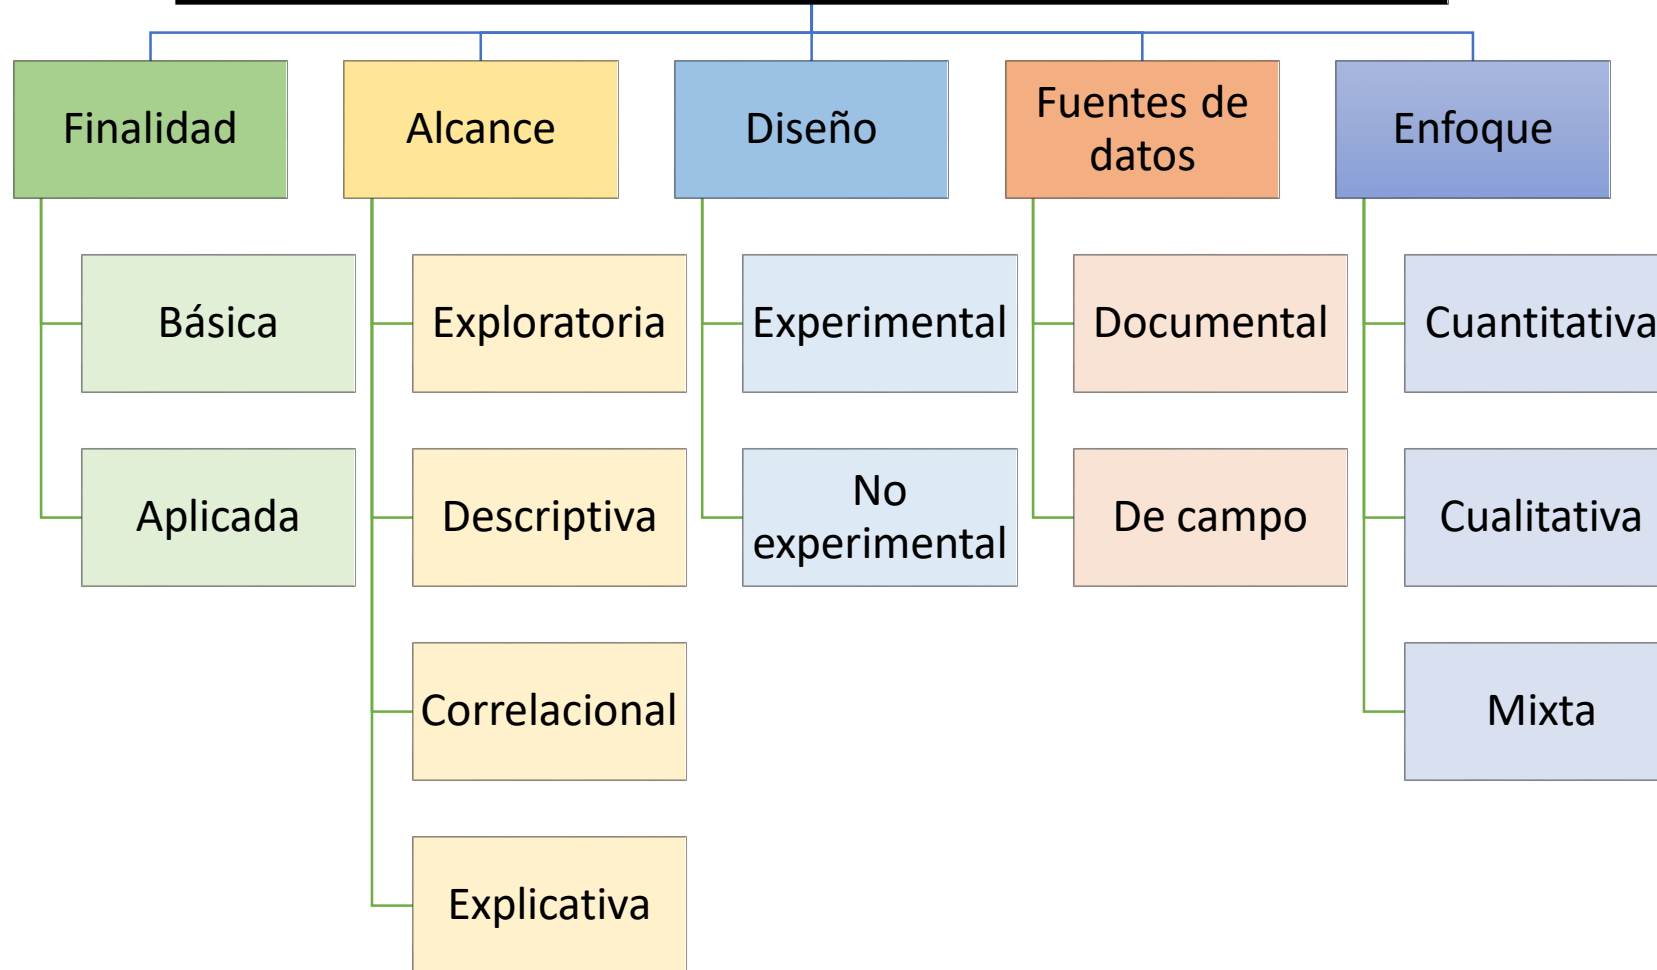 Finalidad
Alcance
Diseño
Fuentes de
datos
Enfoque
Básica
Exploratoria
Experimental
Documental
Cuantitativa
Aplicada
Descriptiva
No
experimental
De campo
Cualitativa
Correlacional
Mixta
Explicativa